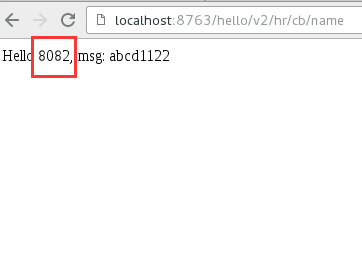 localhost:8763/hello/v2/hr/cb/name
Hello 8082, msg: abcd1122